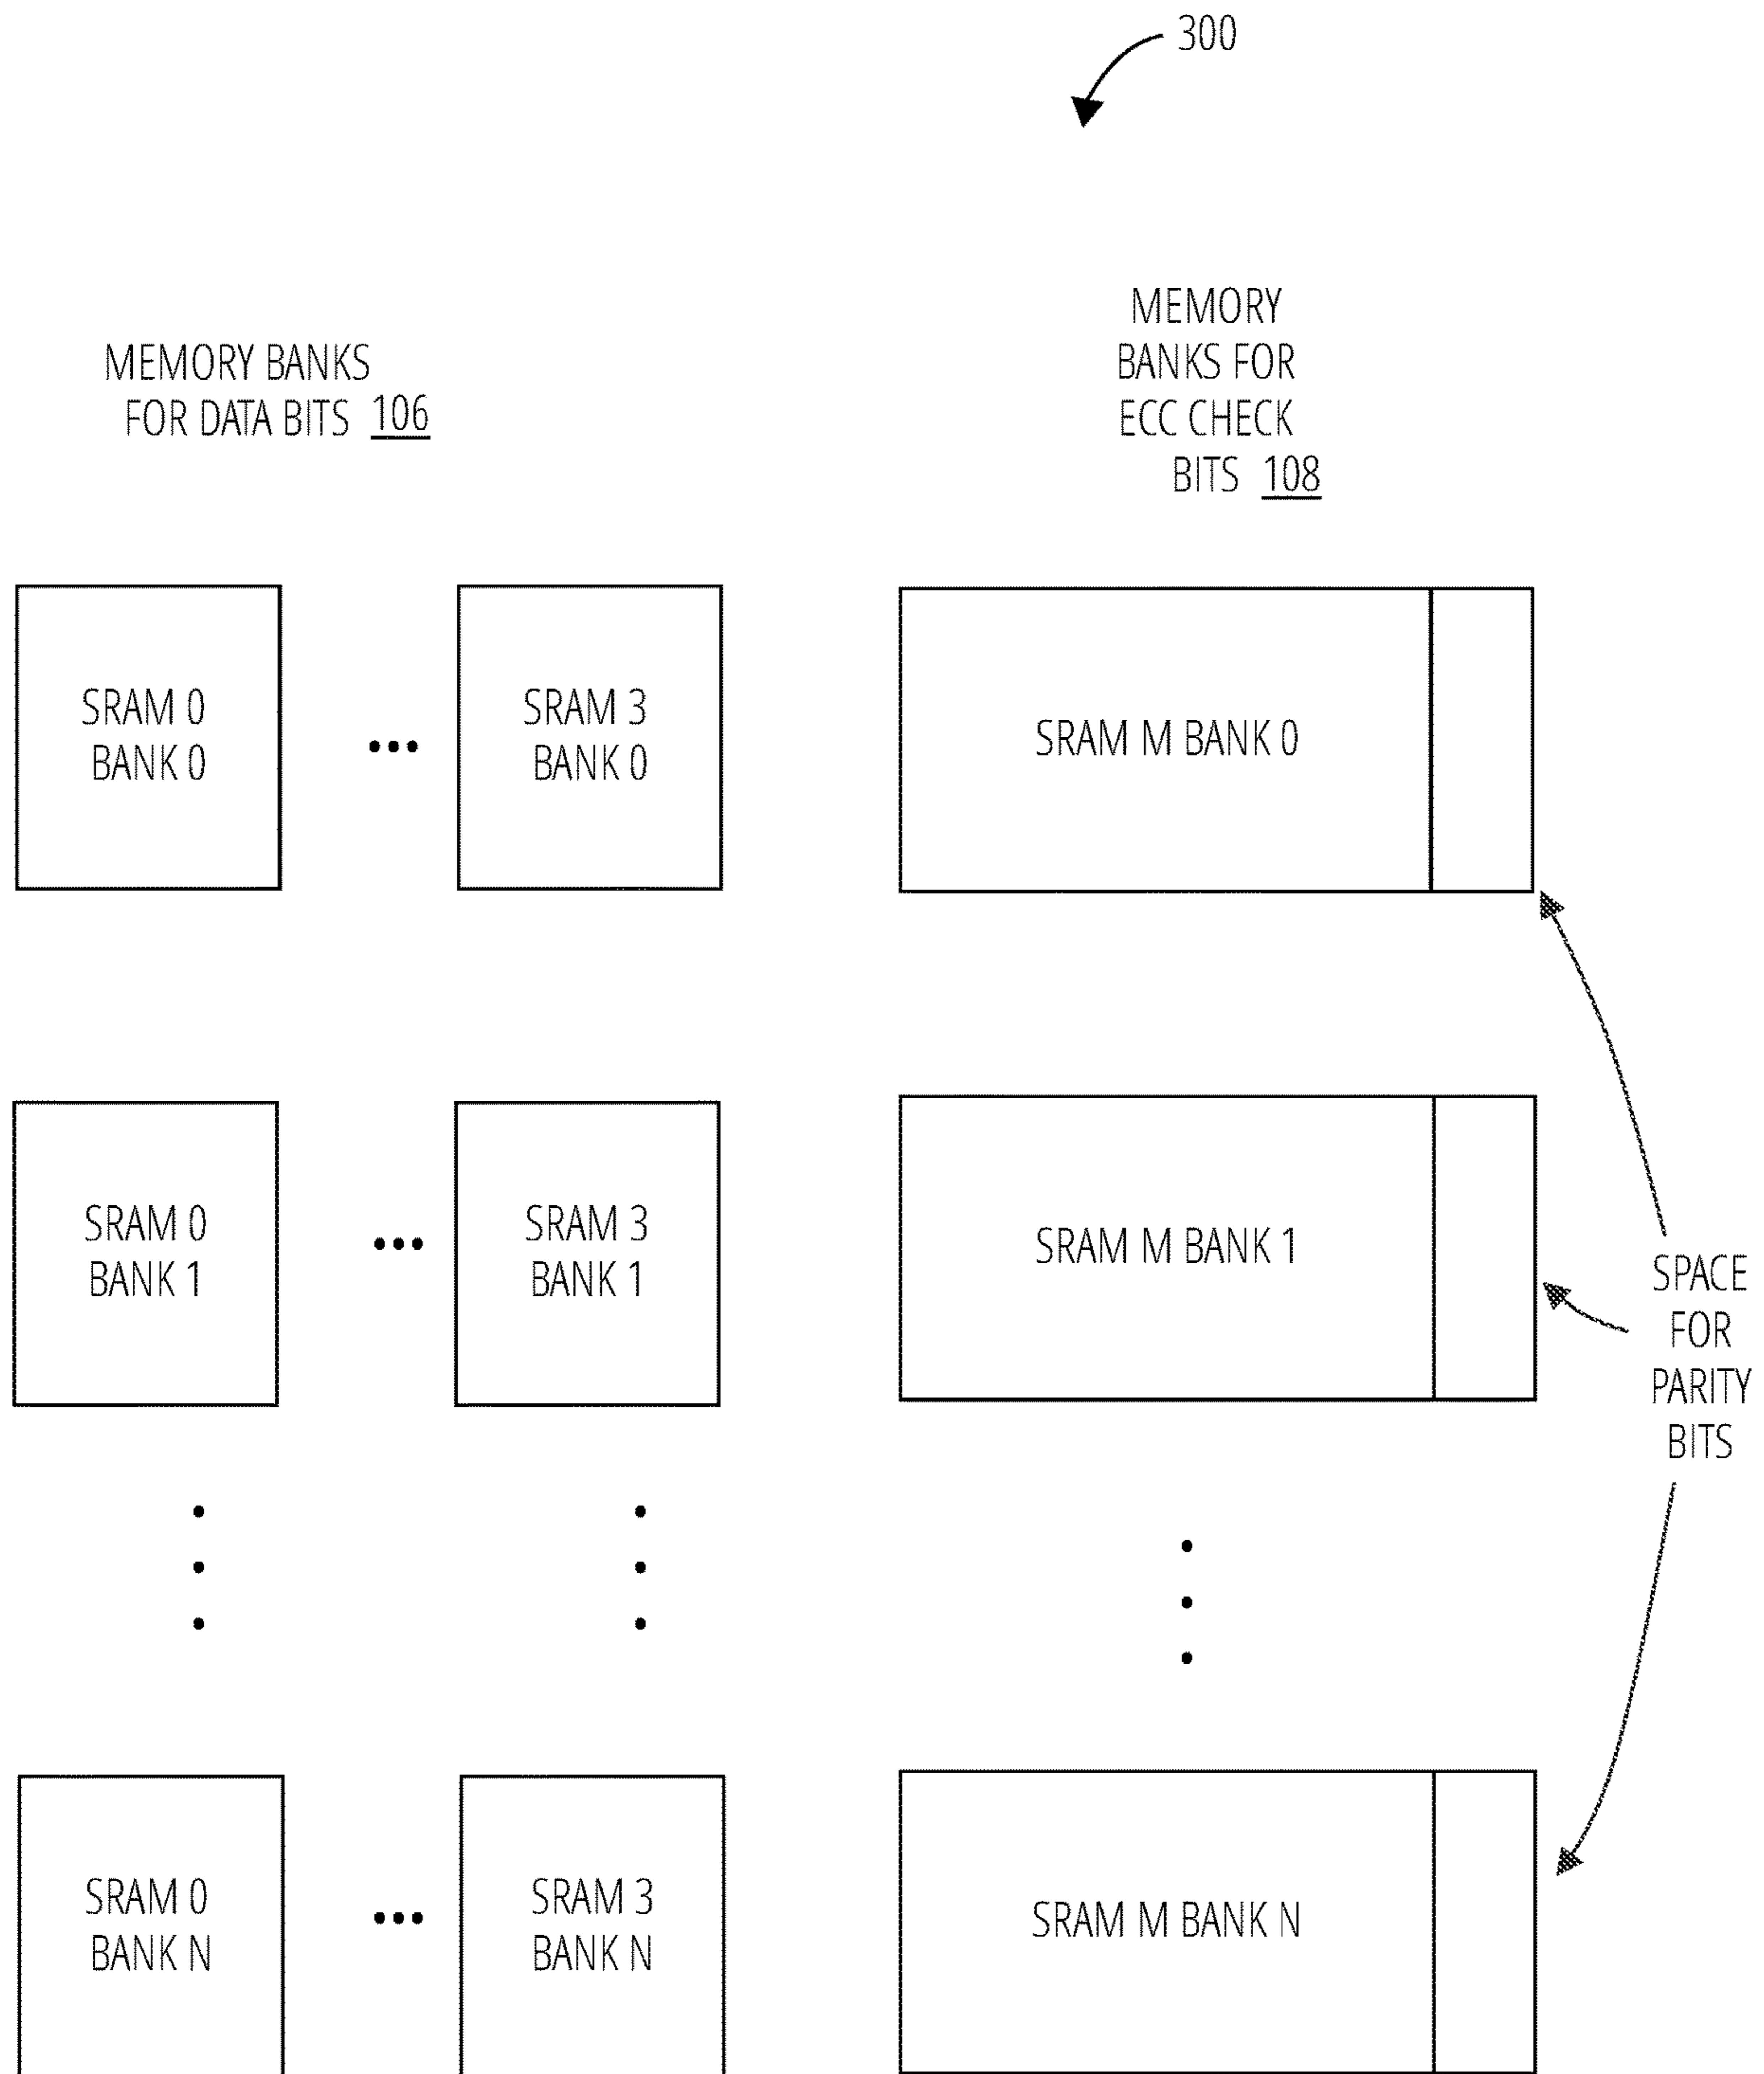 300
MEMORY BANKS
FOR DATA BITS 106
MEMORY
BANKS FOR
ECC CHECK
BITS 108
SRAM 0
BANK 0
SRAM 3
BANK 0
SRAM M BANK 0
SRAM 0
BANK 1
SRAM 3
BANK 1
SRAM M BANK 1
SPACE
FOR
PARITY
BITS
SRAM 0
BANK N
SRAM 3
BANK N
SRAM M BANK N